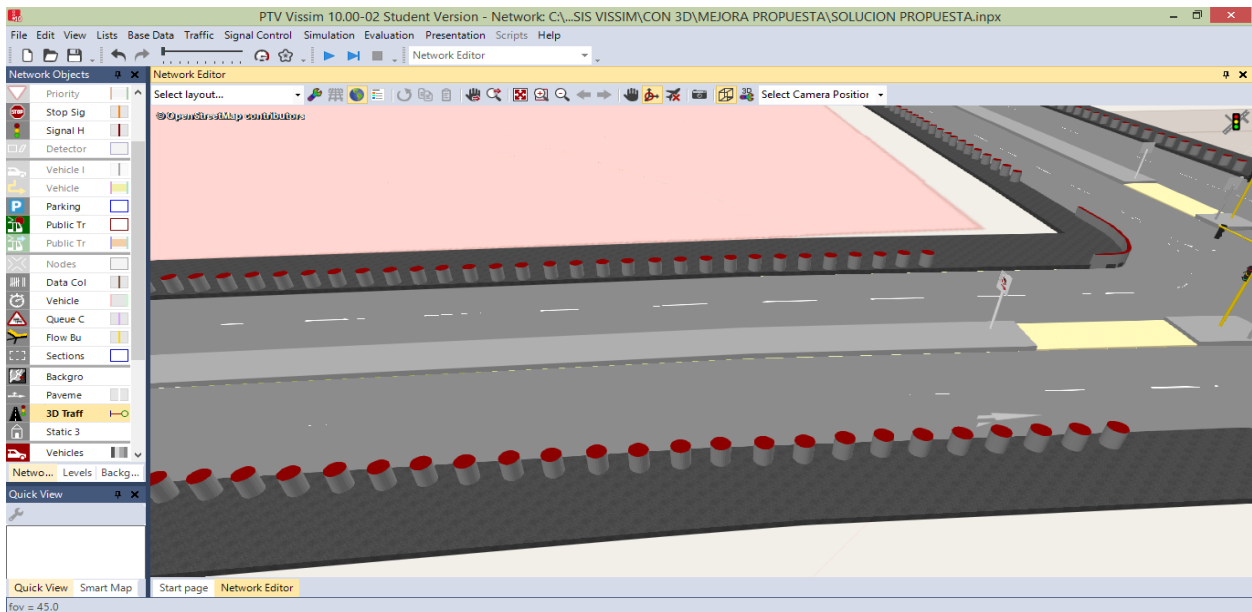 PTV Vissim 10.00-02 Student Version - Network: C:\...SIS VISSIM\CON 3D\MEJORA PROPUESTA\SOLUCION PROPUESTA.inpx
File Edit View Lists Base Data Traffic Signal Control Simulation Evaluation Presentation Scripts Help
Network Editor
Network Objects
Network Editor
Select layout...
Select Camera Position
© OpenStreetMap contributors
Priority
Stop Sig
Signal H
Detector
Vehicle I
Vehicle
Parking
Public Tr
Public Tr
Nodes
Data Col
Vehicle
Queue C
Flow Bu
Sections
Backgro
Paveme
3D Traff
Static 3
Vehicles
Netwo... Levels Backg...
Quick View
Quick View Smart Map
Start page Network Editor
fov = 45.0